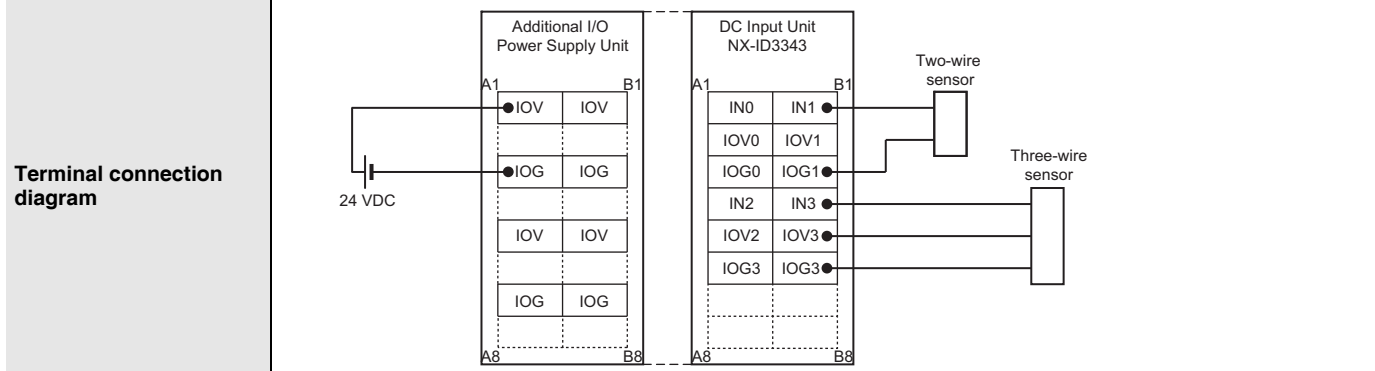 Terminal connection
diagram
Additional I/O
Power Supply Unit
A1
B1
IOV IOV
IOG IOG
IOV IOV
IOG IOG
A8
B8
24 VDC
DC Input Unit
NX-ID3343
A1
B1
IN0 IN1
IOV0 IOV1
IOG0 IOG1
IN2 IN3
IOV2 IOV3
IOG3 IOG3
A8
B8
Two-wire
sensor
Three-wire
sensor